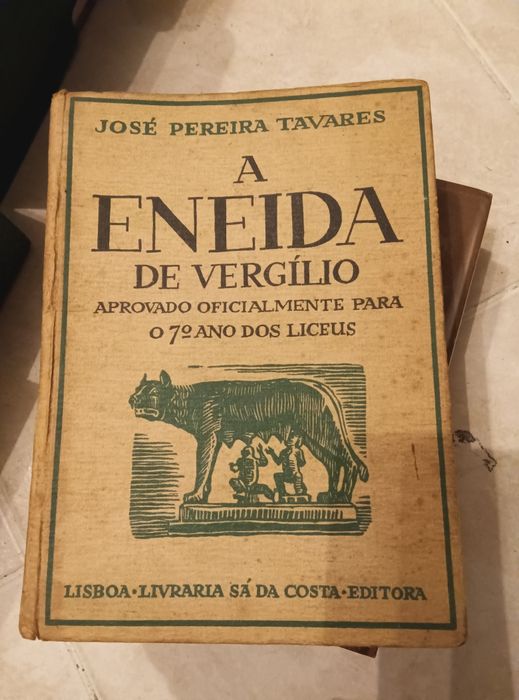 JOSÉ PEREIRA TAVARES
A
ENEIDA
DE VERGÍLIO
APROVADO OFICIALMENTE PARA
O 7º ANO DOS LICEUS
LISBOA · LIVRARIA SÁ DA COSTA · EDITORA